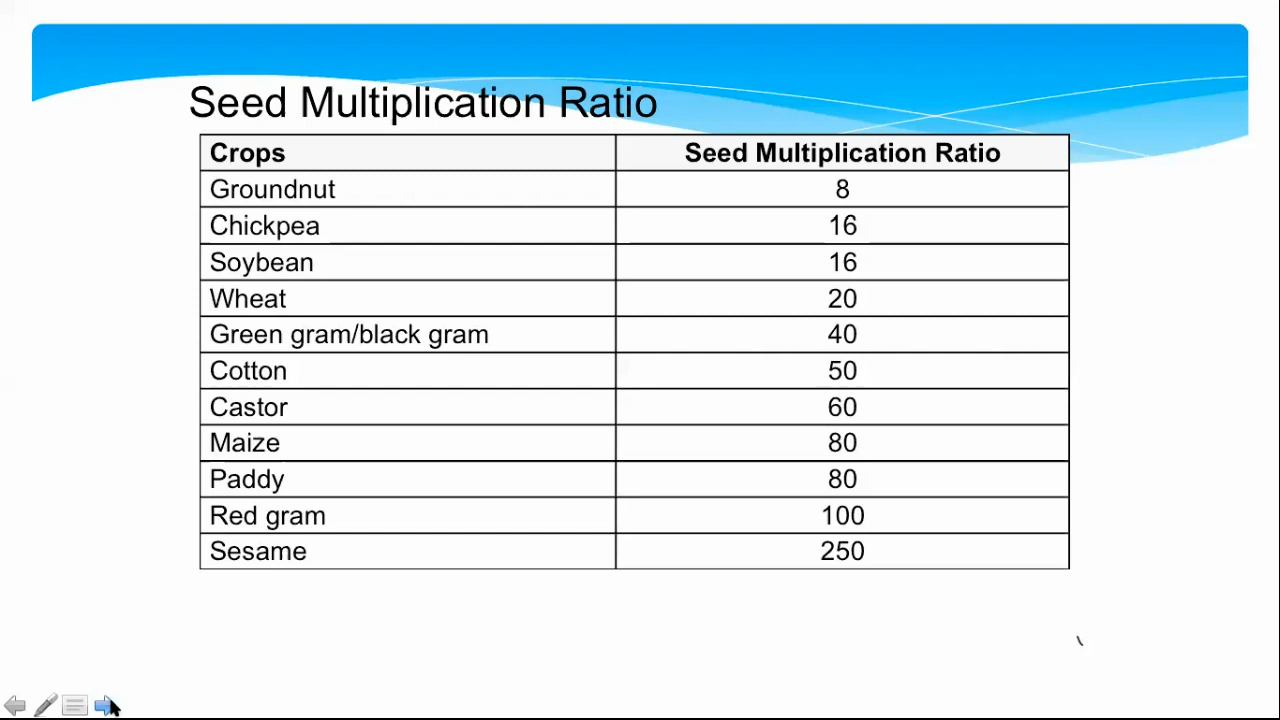 Seed Multiplication Ratio
Crops Seed Multiplication Ratio
Groundnut 8
Chickpea 16
Soybean 16
Wheat 20
Green gram/black gram 40
Cotton 50
Castor 60
Maize 80
Paddy 80
Red gram 100
Sesame 250